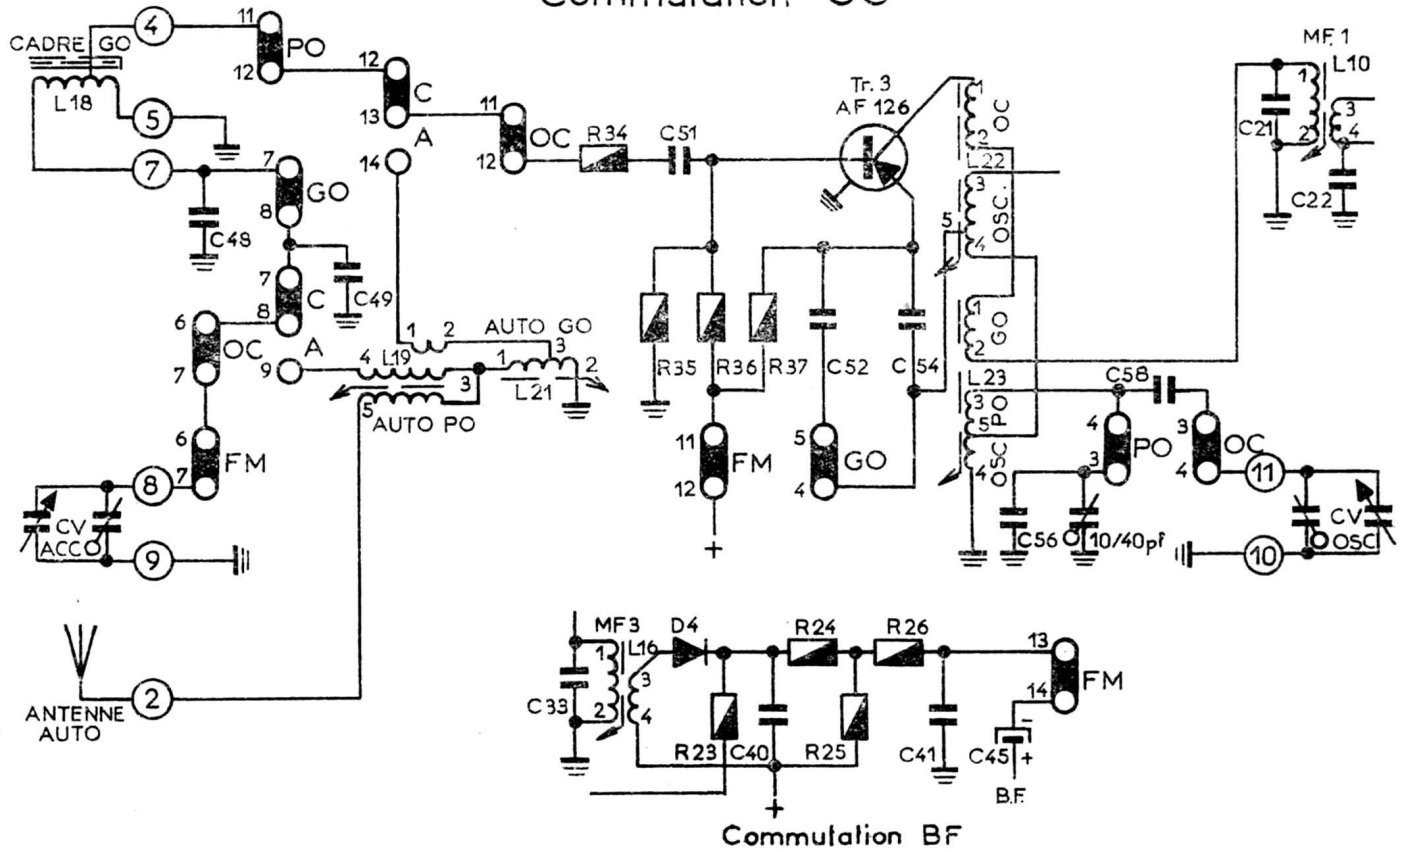 4
11
PO
12
12
C
13
A
11
OC
12
14
CADRE GO
L18
5
7
7
GO
8
C48
7
C
8
C49
6
OC
7
A
9
6
FM
7
8
CV
ACC
9
1
2
AUTO GO
4
L19
3
1
3
2
L21
5
AUTO PO
ANTENNE
AUTO
2
R34
C51
Tr. 3
AF 126
R35
R36
R37
C52
C 54
11
FM
12
+
5
GO
4
1
OC
2
L22
3
OSC.
5
4
1
GO
2
L23
3
PO
5
OSC
4
MF.1
1
L10
2
3
4
C21
C22
C58
4
PO
3
3
OC
4
11
C56
10/40pf
CV
OSC
10
MF3
1
L16
2
3
4
C33
D4
R24
R26
13
FM
14
R23
C40
R25
C41
C45
-
+
B.F.
+
Commutation BF